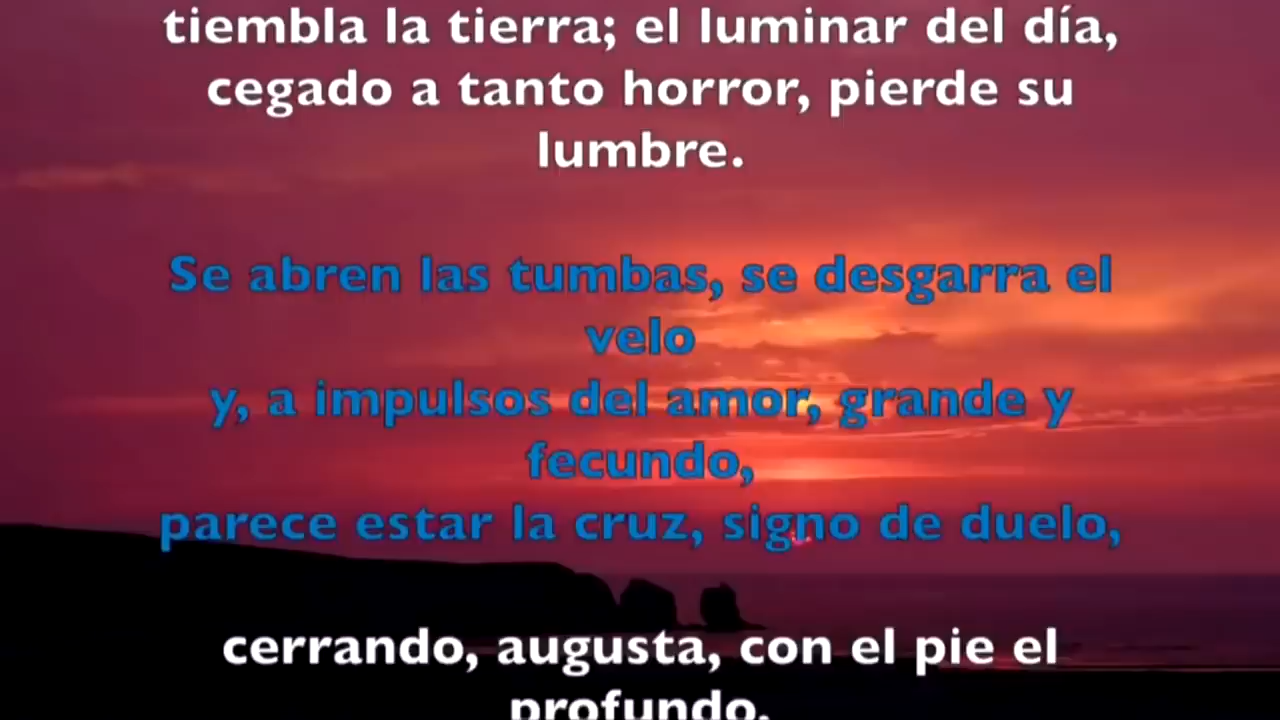 tiembla la tierra; el luminar del día,
cegado a tanto horror, pierde su
lumbre.
Se abren las tumbas, se desgarra el
velo
y, a impulsos del amor, grande y
fecundo,
parece estar la cruz, signo de duelo,
cerrando, augusta, con el pie el
profundo,